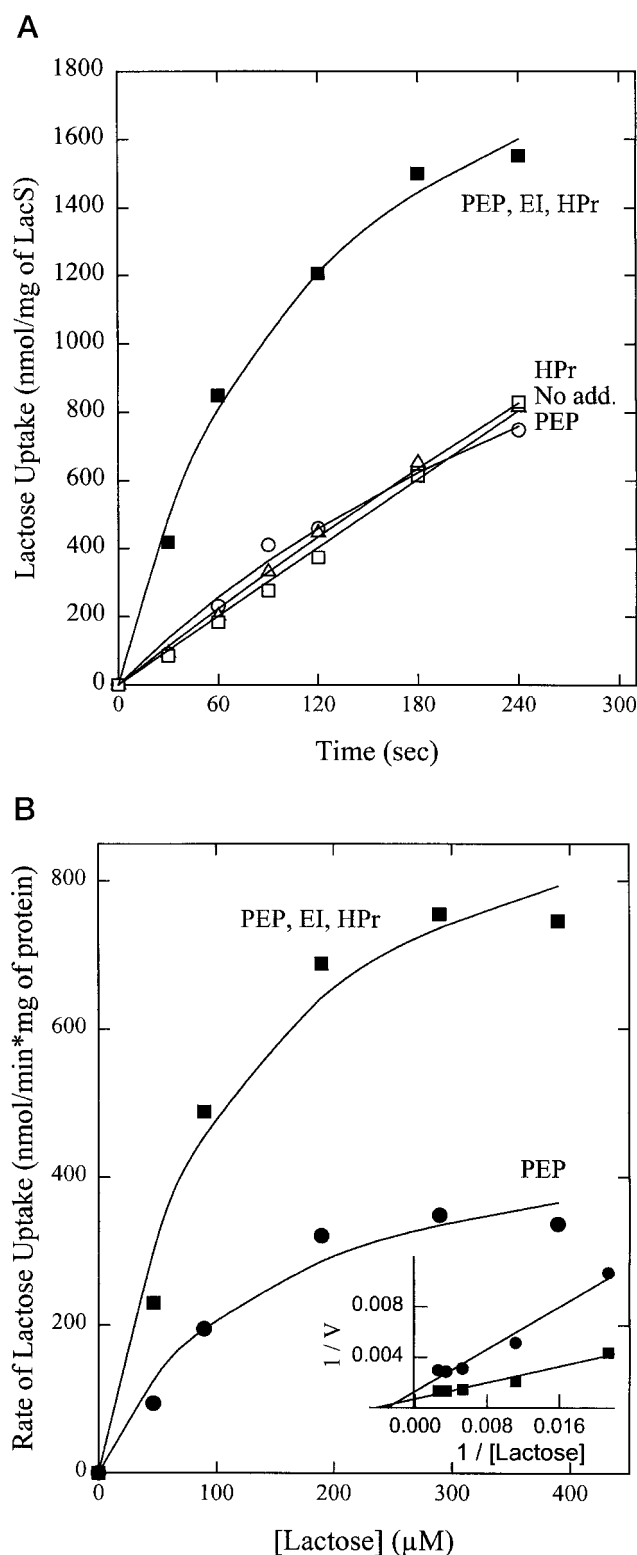 A
1800
1600
1400
1200
1000
800
600
400
200
0
Lactose Uptake (nmol/mg of LacS)
PEP, EI, HPr
HPr
No add.
PEP
0 60 120 180 240 300
Time (sec)
B
800
600
400
200
0
Rate of Lactose Uptake (nmol/min*mg of protein)
PEP, EI, HPr
PEP
0.008
0.004
1 / V
0.000 0.008 0.016
1 / [Lactose]
0 100 200 300 400
[Lactose] (µM)